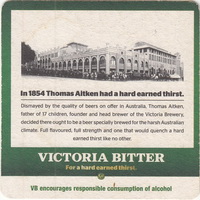 In 1854 Thomas Aitken had a hard earned thirst.
Dismayed by the quality of beers on offer in Australia, Thomas Aitken,
father of 17 children, founder and head brewer of the Victoria Brewery,
decided there ought to be a beer specially brewed for the harsh Australian
climate. Full flavoured, full strength and one that would quench a hard
earned thirst like no other.
VICTORIA BITTER
For a hard earned thirst.
VB encourages responsible consumption of alcohol